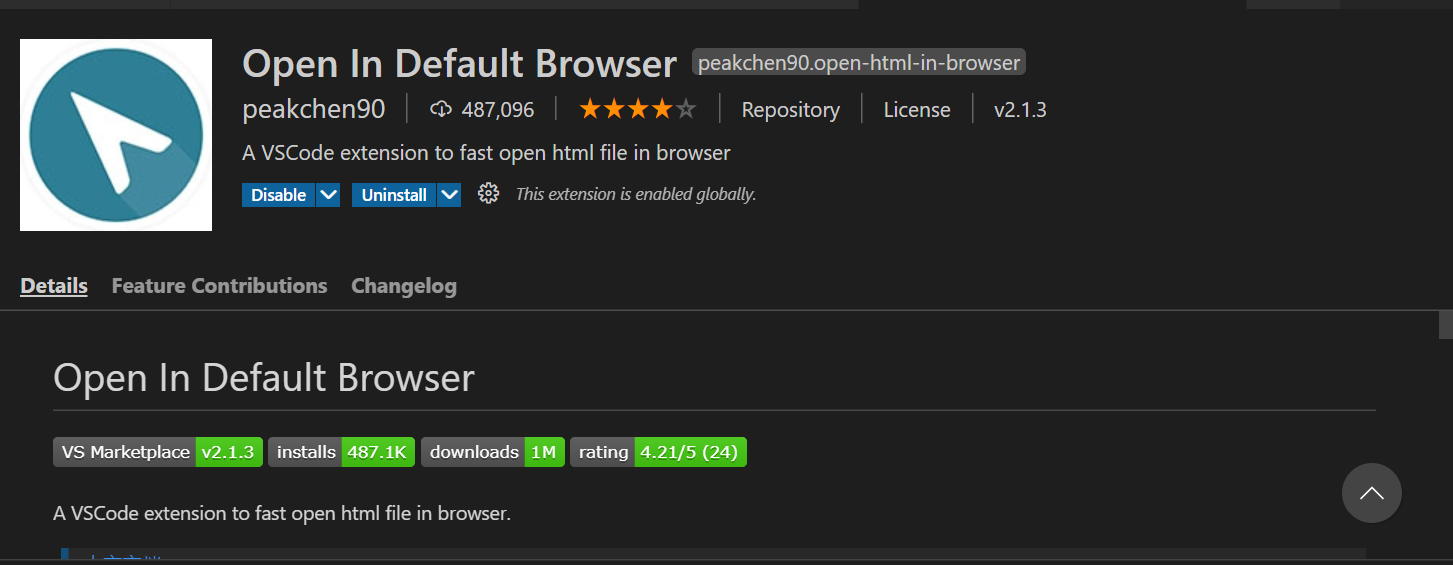 Open In Default Browser peakchen90.open-html-in-browser
peakchen90 487,096 Repository License v2.1.3
A VSCode extension to fast open html file in browser
Disable Uninstall This extension is enabled globally.
Details Feature Contributions Changelog
Open In Default Browser
VS Marketplace v2.1.3 installs 487.1K downloads 1M rating 4.21/5 (24)
A VSCode extension to fast open html file in browser.